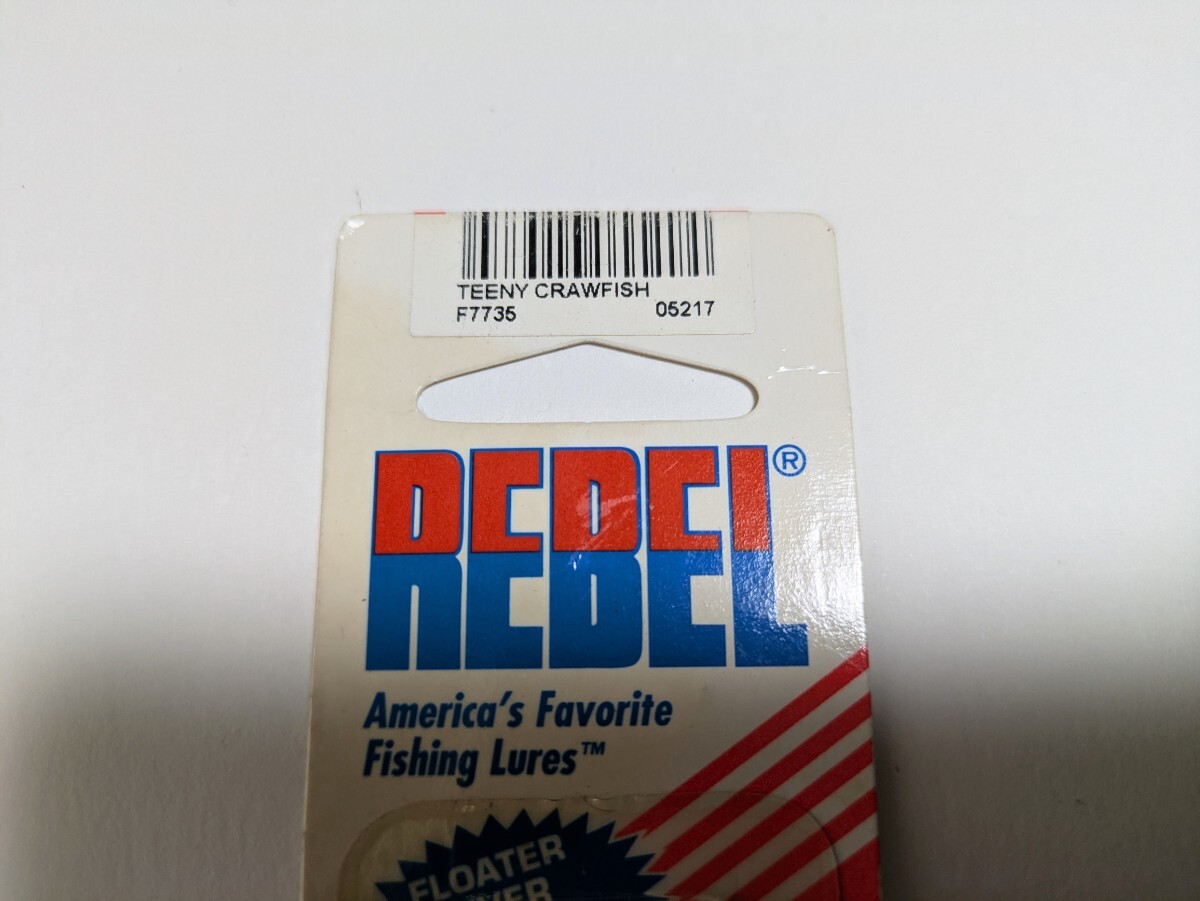 TEENY CRAWFISH
F7735 05217
REBEL®
America's Favorite
Fishing Lures™
FLOATER